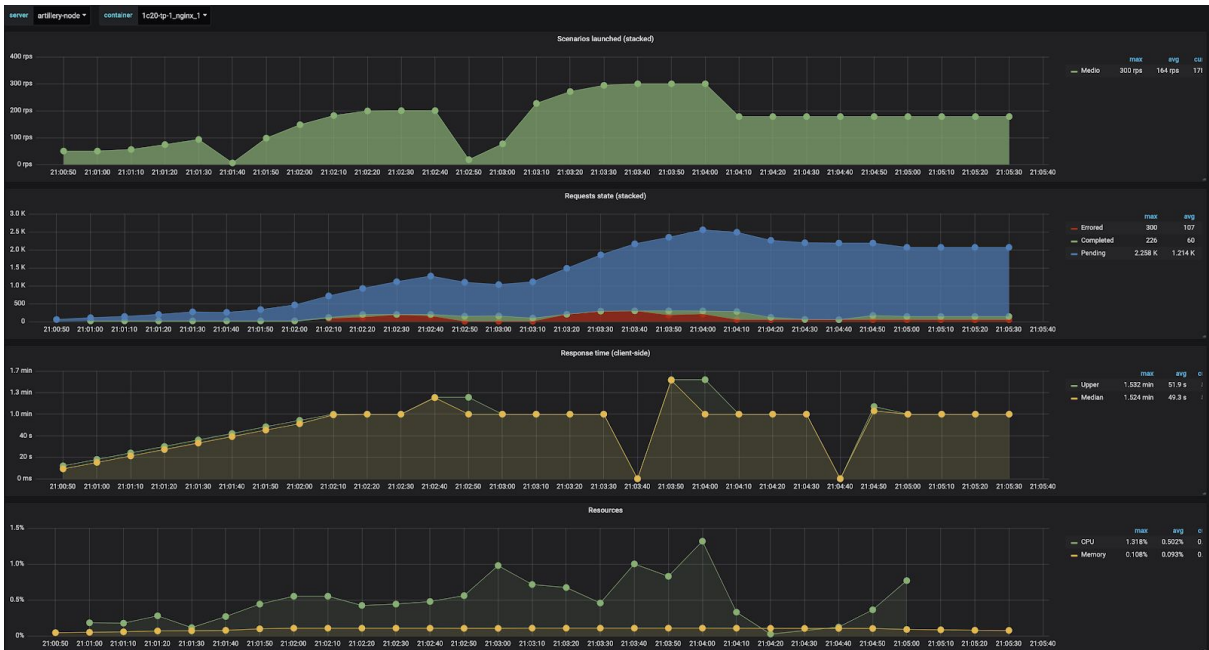 server artillery-node container 1c20-tp-1_nginx_1
Scenarios launched (stacked)
400 rps
300 rps
200 rps
100 rps
0 rps
21:00:50 21:01:00 21:01:10 21:01:20 21:01:30 21:01:40 21:01:50 21:02:00 21:02:10 21:02:20 21:02:30 21:02:40 21:02:50 21:03:00 21:03:10 21:03:20 21:03:30 21:03:40 21:03:50 21:04:00 21:04:10 21:04:20 21:04:30 21:04:40 21:04:50 21:05:00 21:05:10 21:05:20 21:05:30 21:05:40
max avg cu
Medio 300 rps 164 rps
Requests state (stacked)
3.0 K
2.5 K
2.0 K
1.5 K
1.0 K
500
0
21:00:50 21:01:00 21:01:10 21:01:20 21:01:30 21:01:40 21:01:50 21:02:00 21:02:10 21:02:20 21:02:30 21:02:40 21:02:50 21:03:00 21:03:10 21:03:20 21:03:30 21:03:40 21:03:50 21:04:00 21:04:10 21:04:20 21:04:30 21:04:40 21:04:50 21:05:00 21:05:10 21:05:20 21:05:30 21:05:40
max avg
Errored 300 107
Completed 226 60
Pending 2.258 K 1.214 K
Response time (client-side)
1.7 min
1.3 min
1.0 min
40 s
20 s
0 ms
21:00:50 21:01:00 21:01:10 21:01:20 21:01:30 21:01:40 21:01:50 21:02:00 21:02:10 21:02:20 21:02:30 21:02:40 21:02:50 21:03:00 21:03:10 21:03:20 21:03:30 21:03:40 21:03:50 21:04:00 21:04:10 21:04:20 21:04:30 21:04:40 21:04:50 21:05:00 21:05:10 21:05:20 21:05:30 21:05:40
max avg c
Upper 1.532 min 51.9 s
Median 1.524 min 49.3 s
Resources
1.5%
1.0%
0.5%
0%
21:00:50 21:01:00 21:01:10 21:01:20 21:01:30 21:01:40 21:01:50 21:02:00 21:02:10 21:02:20 21:02:30 21:02:40 21:02:50 21:03:00 21:03:10 21:03:20 21:03:30 21:03:40 21:03:50 21:04:00 21:04:10 21:04:20 21:04:30 21:04:40 21:04:50 21:05:00 21:05:10 21:05:20 21:05:30 21:05:40
max avg c
CPU 1.318% 0.502% 0.
Memory 0.108% 0.093% 0.